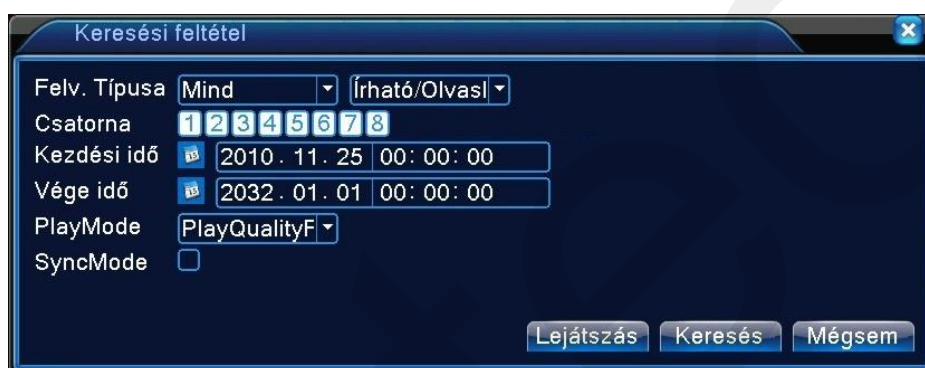 Keresési feltétel
Felv. Típusa Mind Írható/Olvasl
Csatorna 1 2 3 4 5 6 7 8
Kezdési idő 2010 . 11 . 25 00 : 00 : 00
Vége idő 2032 . 01 . 01 00 : 00 : 00
PlayMode PlayQualityF
SyncMode
Lejátszás Keresés Mégsem